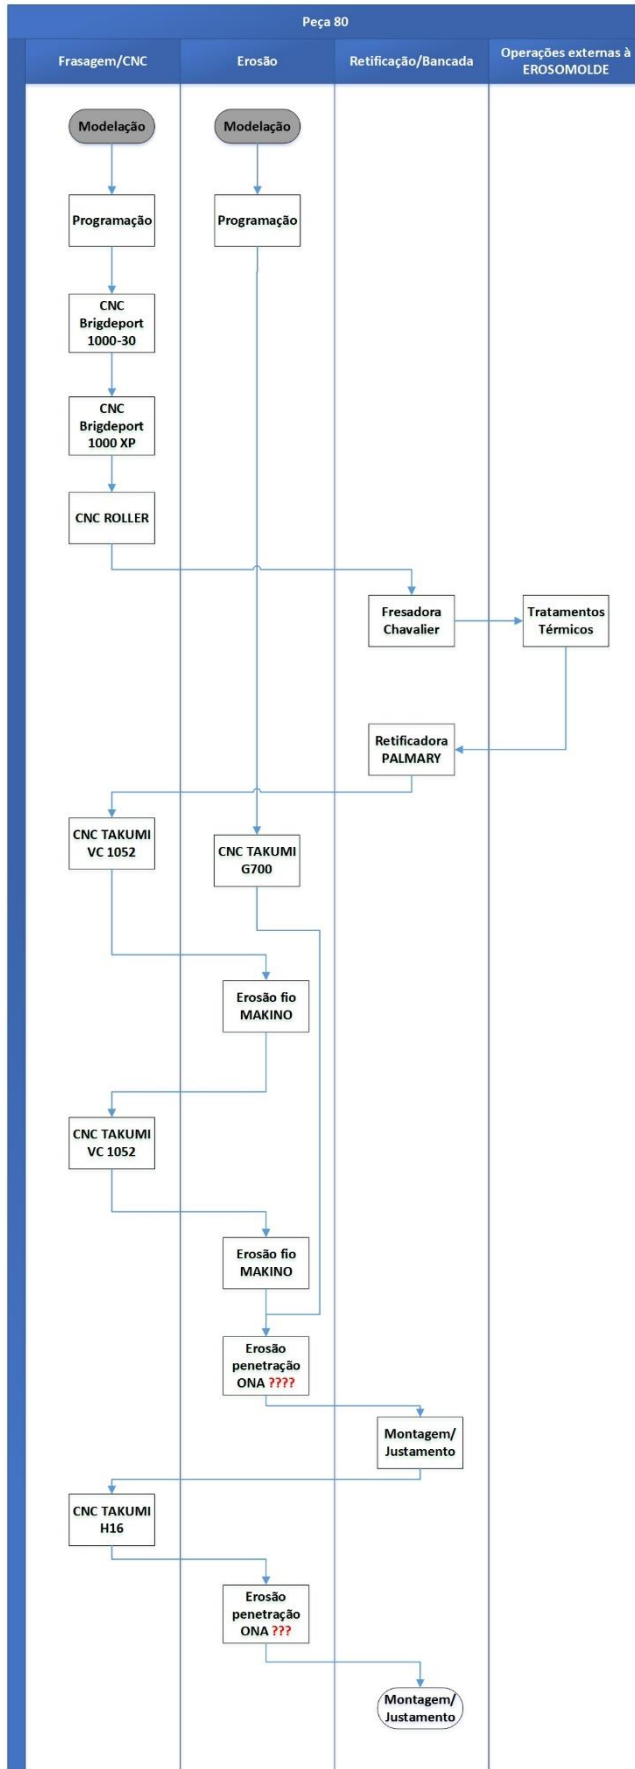 Peça 80
Frasagem/CNC
Erosão
Retificação/Bancada
Operações externas à
EROSOMOLDE
Modelação
Modelação
Programação
Programação
CNC
Brigdeport
1000-30
CNC
Brigdeport
1000 XP
CNC ROLLER
Fresadora
Chavalier
Tratamentos
Térmicos
Retificadora
PALMARY
CNC TAKUMI
VC 1052
CNC TAKUMI
G700
Erosão fio
MAKINO
CNC TAKUMI
VC 1052
Erosão fio
MAKINO
Erosão
penetração
ONA ????
Montagem/
Justamento
CNC TAKUMI
H16
Erosão
penetração
ONA ???
Montagem/
Justamento